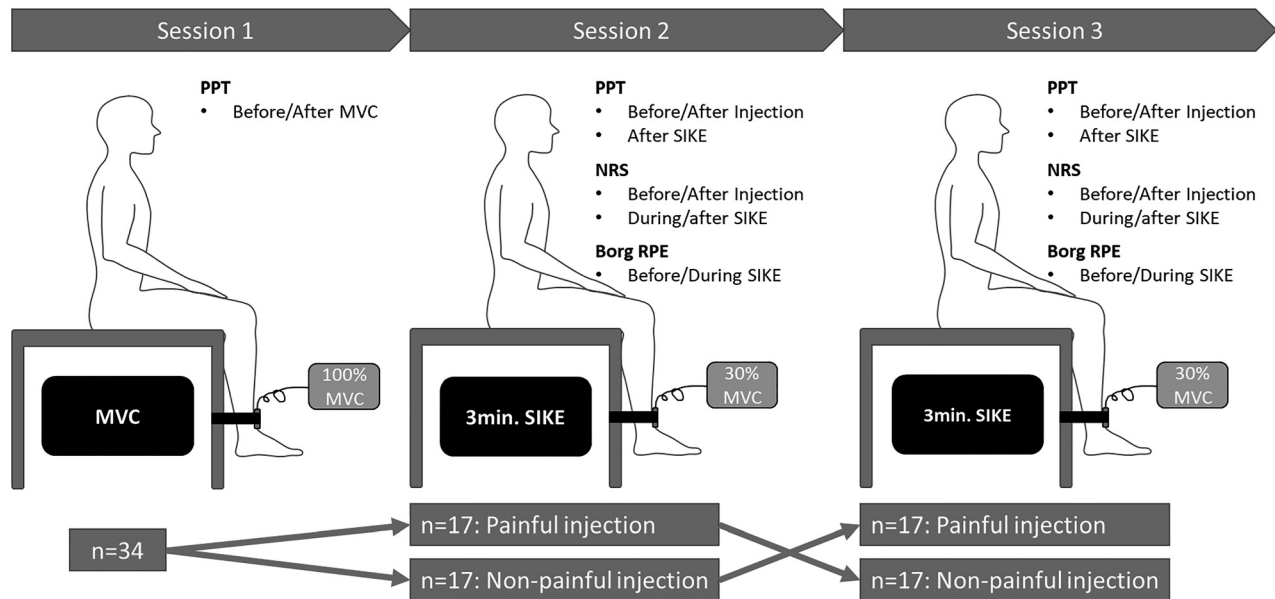 Session 1
Session 2
Session 3
PPT
• Before/After MVC
PPT
• Before/After Injection
• After SIKE
NRS
• Before/After Injection
• During/after SIKE
Borg RPE
• Before/During SIKE
PPT
• Before/After Injection
• After SIKE
NRS
• Before/After Injection
• During/after SIKE
Borg RPE
• Before/During SIKE
100%
MVC
MVC
30%
MVC
3min. SIKE
30%
MVC
3min. SIKE
n=34
n=17: Painful injection
n=17: Non-painful injection
n=17: Painful injection
n=17: Non-painful injection